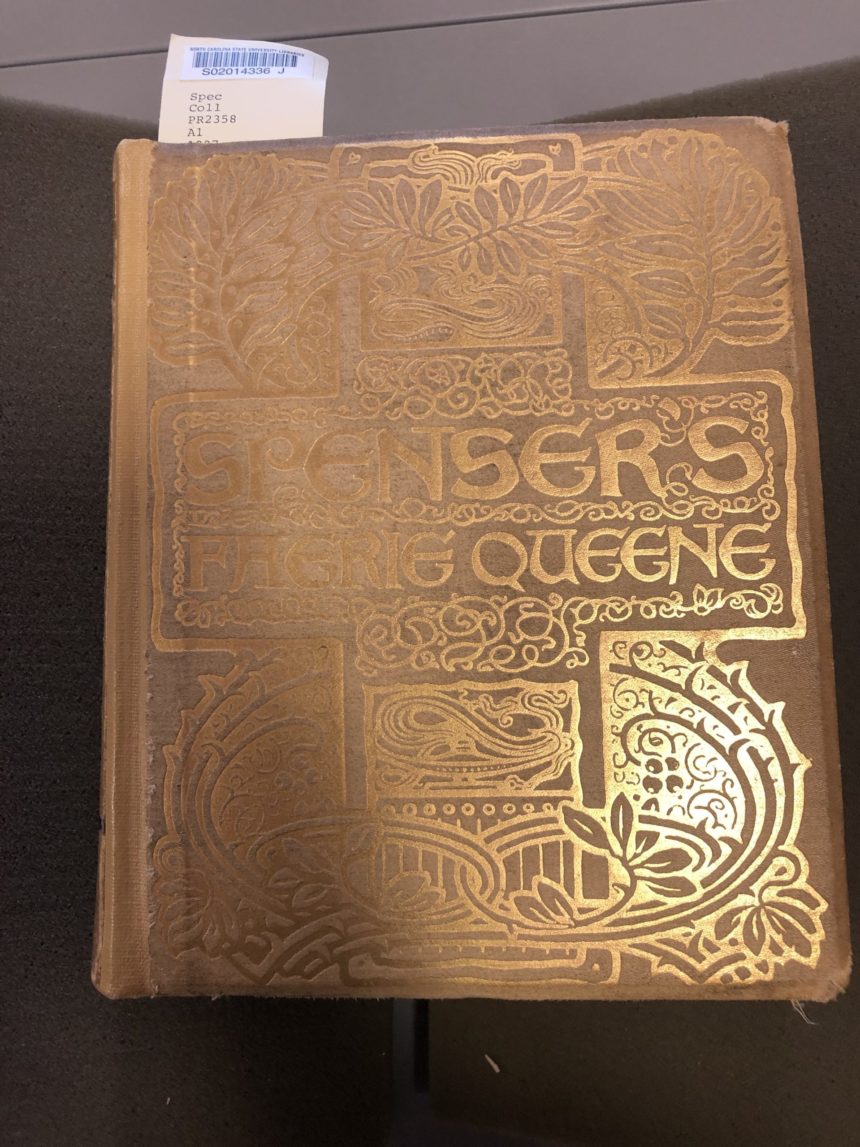 NORTH CAROLINA STATE UNIVERSITY LIBRARIES
S02014336 J
Spec
Coll
PR2358
A1
SPENSER'S
FAERIE QUEENE